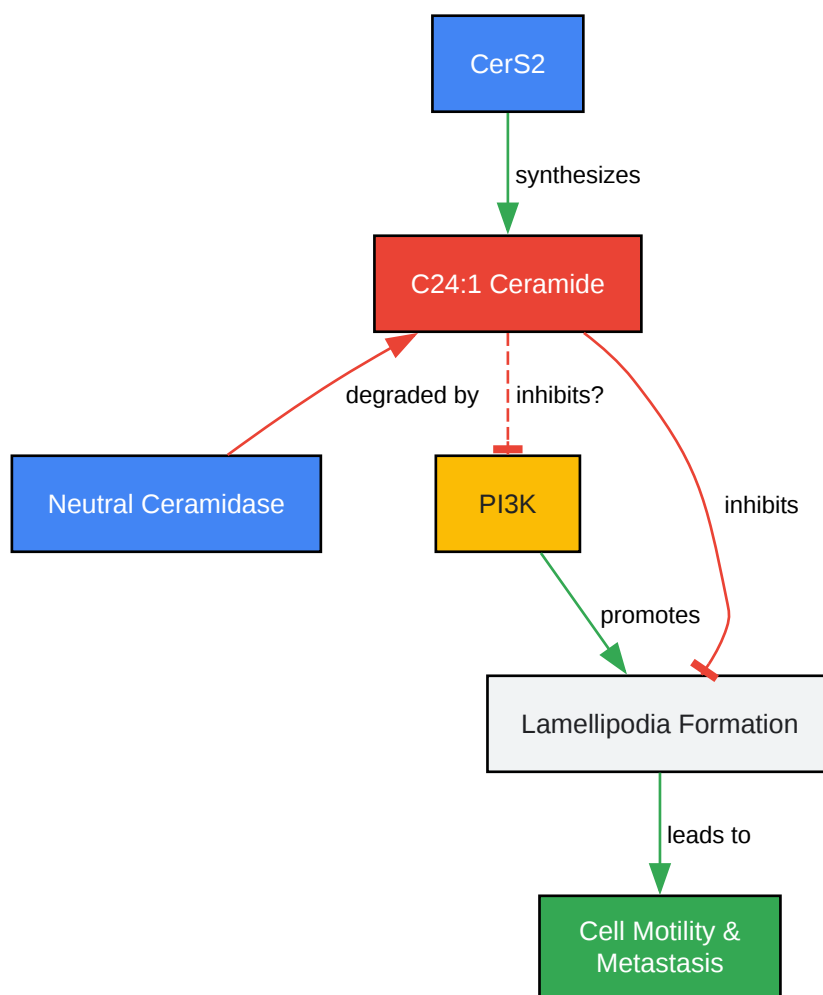 CerS2
synthesizes
C24:1 Ceramide
degraded by
inhibits?
Neutral Ceramidase
PI3K
inhibits
promotes
Lamellipodia Formation
leads to
Cell Motility &
Metastasis